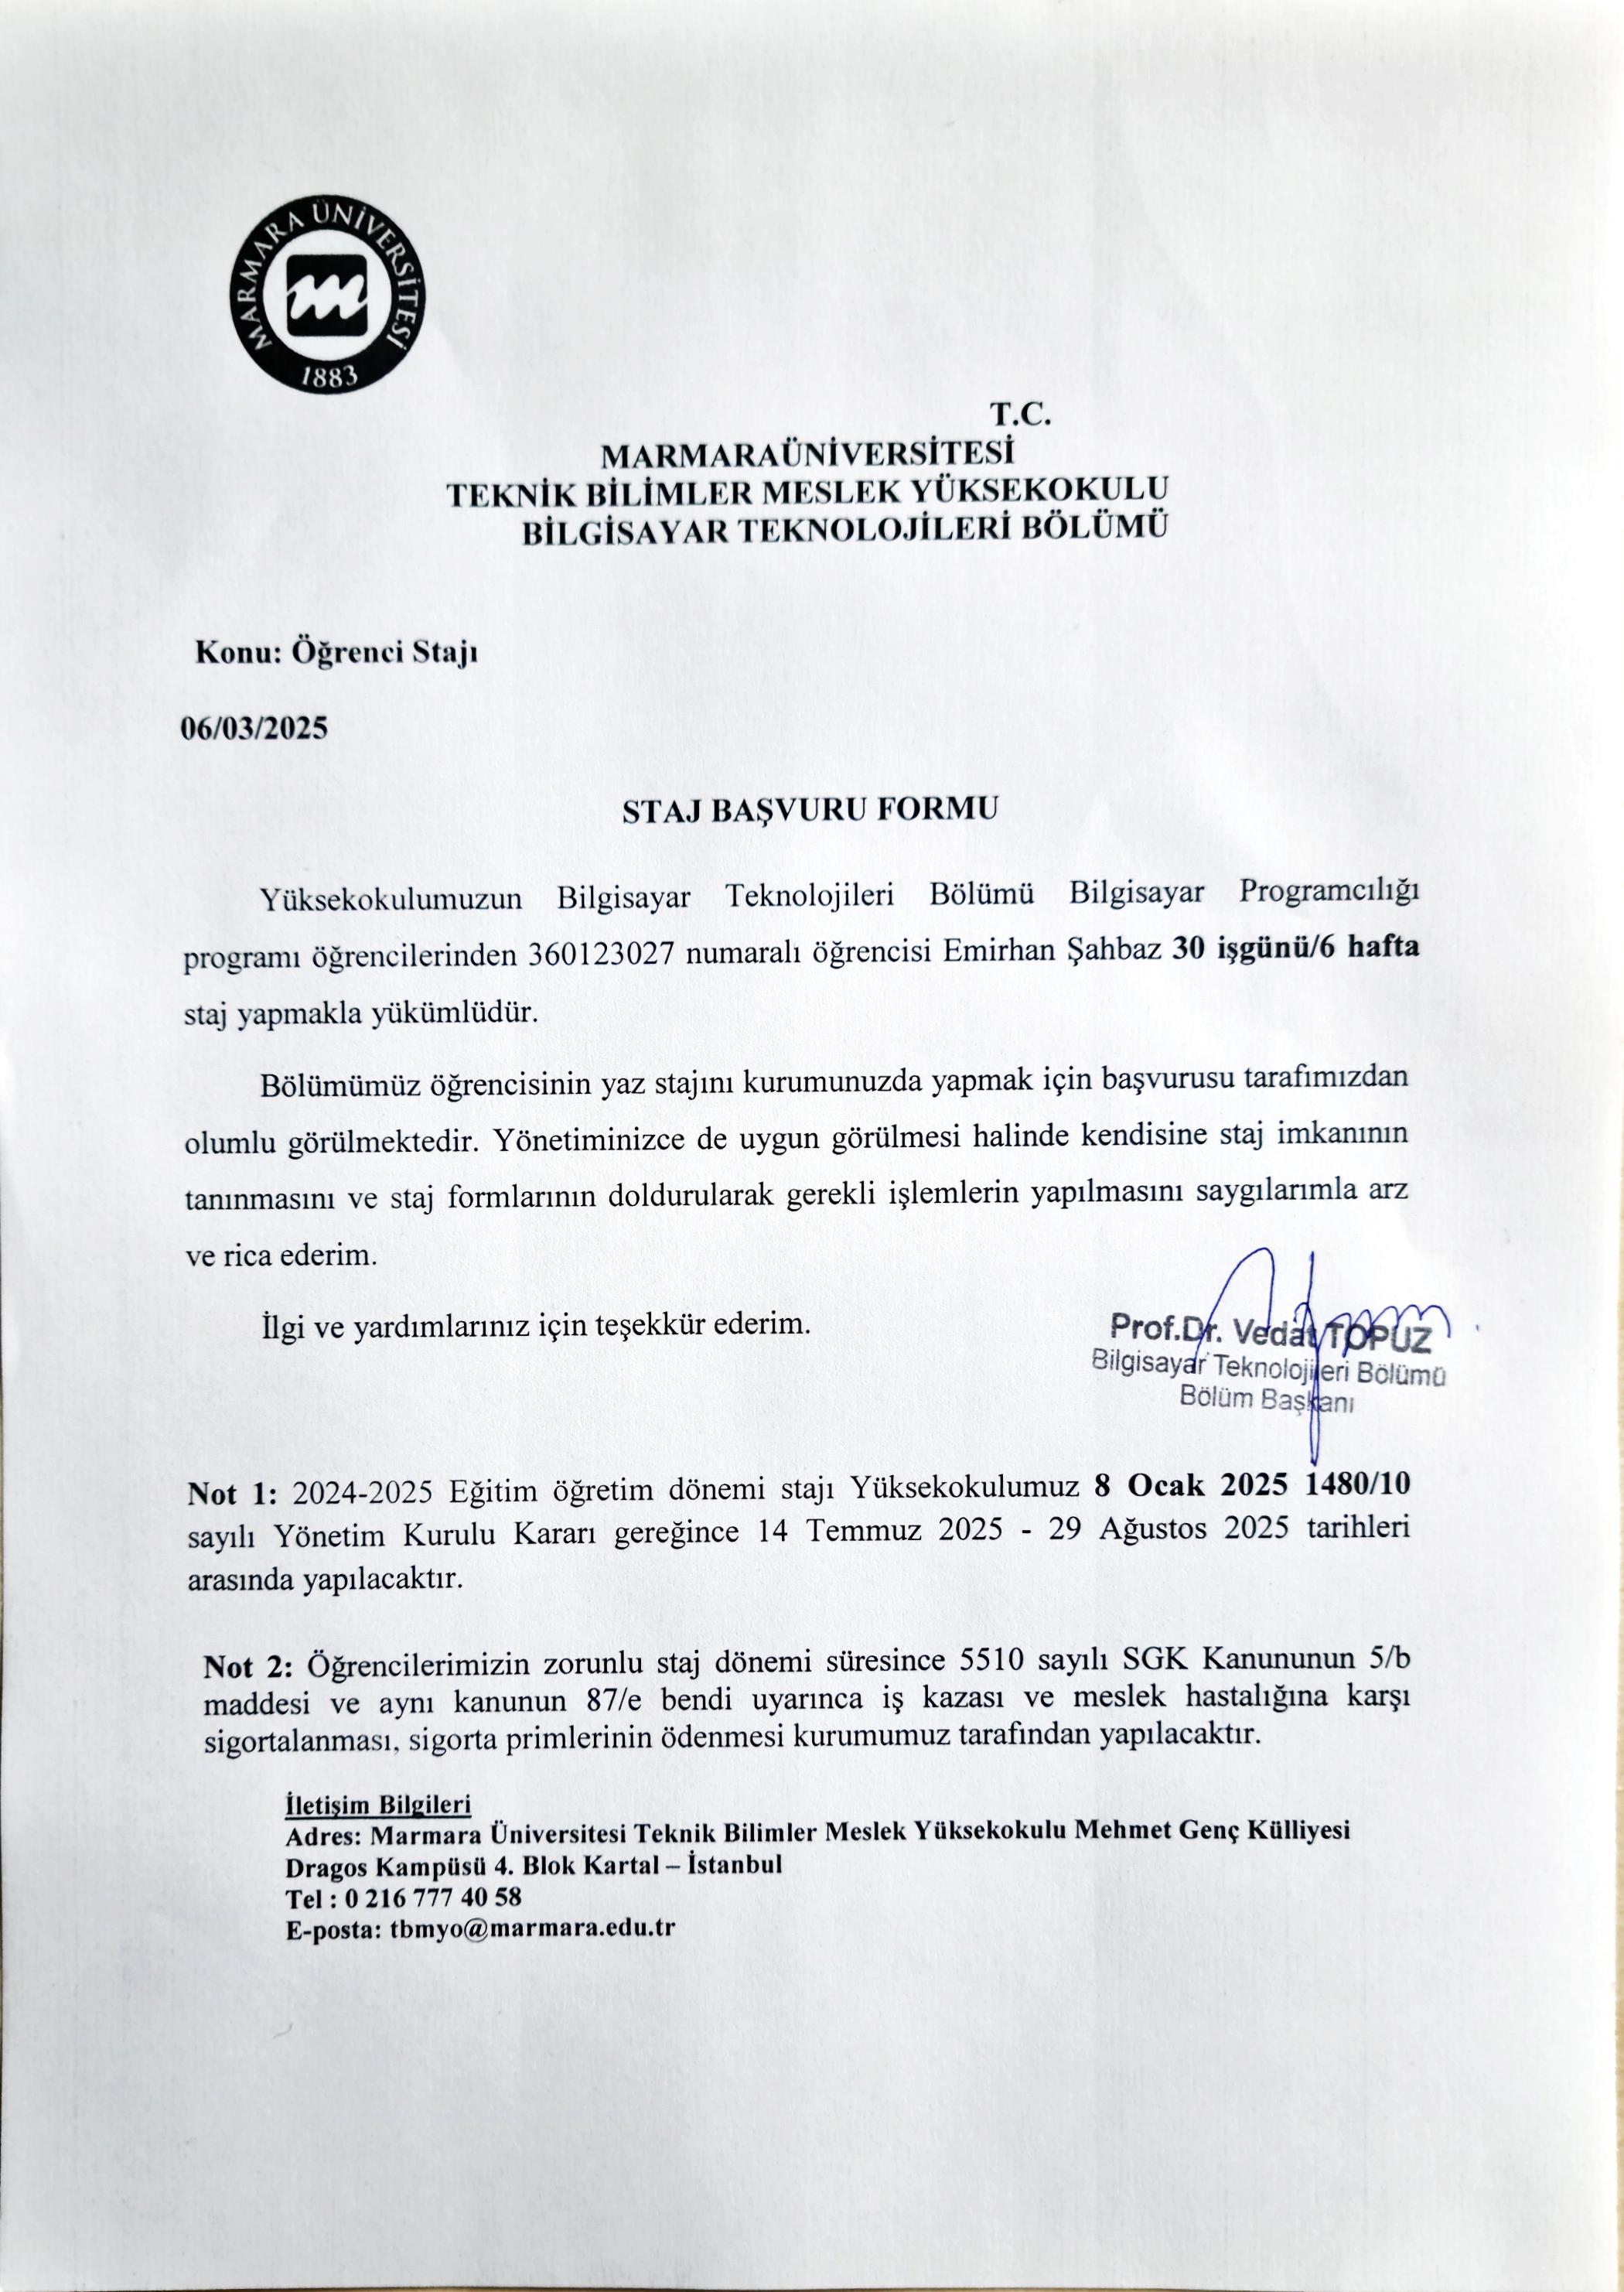 MARMARA ÜNİVERSİTESİ
1883
T.C.
MARMARAÜNİVERSİTESİ
TEKNİK BİLİMLER MESLEK YÜKSEKOKULU
BİLGİSAYAR TEKNOLOJİLERİ BÖLÜMÜ
Konu: Öğrenci Stajı
06/03/2025
STAJ BAŞVURU FORMU
Yüksekokulumuzun Bilgisayar Teknolojileri Bölümü Bilgisayar Programcılığı
programı öğrencilerinden 360123027 numaralı öğrencisi Emirhan Şahbaz 30 işgünü/6 hafta
staj yapmakla yükümlüdür.
Bölümümüz öğrencisinin yaz stajını kurumunuzda yapmak için başvurusu tarafımızdan
olumlu görülmektedir. Yönetiminizce de uygun görülmesi halinde kendisine staj imkanının
tanınmasını ve staj formlarının doldurularak gerekli işlemlerin yapılmasını saygılarımla arz
ve rica ederim.
İlgi ve yardımlarınız için teşekkür ederim.
Prof.Dr. Vedat TOPUZ
Bilgisayar Teknolojileri Bölümü
Bölüm Başkanı
Not 1: 2024-2025 Eğitim öğretim dönemi stajı Yüksekokulumuz 8 Ocak 2025 1480/10
sayılı Yönetim Kurulu Kararı gereğince 14 Temmuz 2025 - 29 Ağustos 2025 tarihleri
arasında yapılacaktır.
Not 2: Öğrencilerimizin zorunlu staj dönemi süresince 5510 sayılı SGK Kanununun 5/b
maddesi ve aynı kanunun 87/e bendi uyarınca iş kazası ve meslek hastalığına karşı
sigortalanması, sigorta primlerinin ödenmesi kurumumuz tarafından yapılacaktır.
İletişim Bilgileri
Adres: Marmara Üniversitesi Teknik Bilimler Meslek Yüksekokulu Mehmet Genç Külliyesi
Dragos Kampüsü 4. Blok Kartal – İstanbul
Tel : 0 216 777 40 58
E-posta: tbmyo@marmara.edu.tr